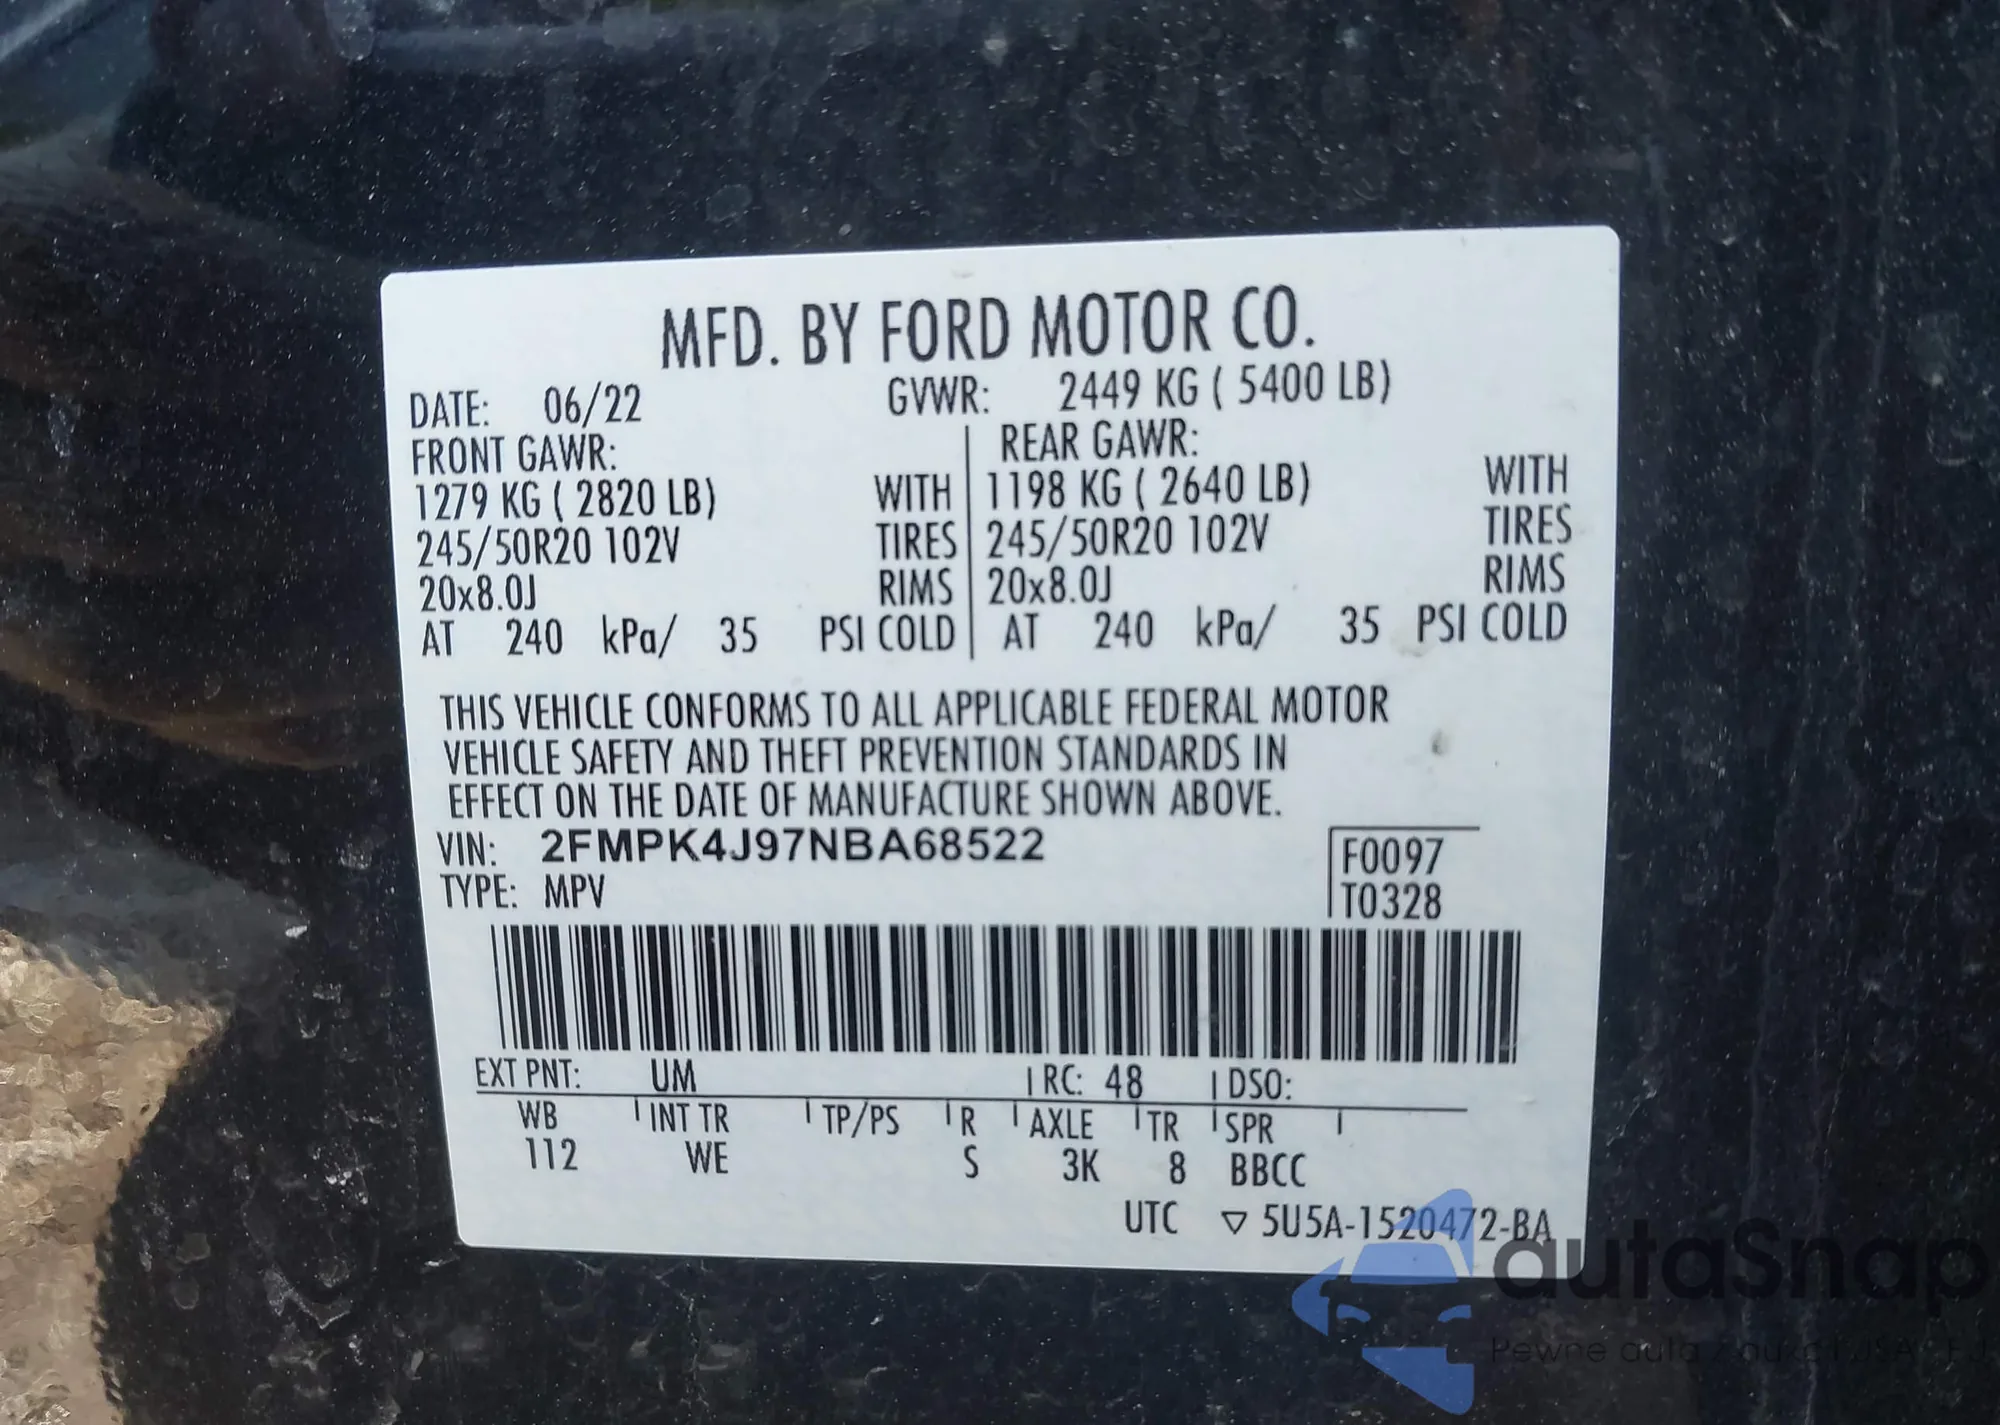 MFD. BY FORD MOTOR CO.
DATE: 06/22 GVWR: 2449 KG ( 5400 LB)
FRONT GAWR: REAR GAWR:
1279 KG ( 2820 LB) WITH 1198 KG ( 2640 LB) WITH
245/50R20 102V TIRES 245/50R20 102V TIRES
20x8.0J RIMS 20x8.0J RIMS
AT 240 kPa/ 35 PSI COLD AT 240 kPa/ 35 PSI COLD
THIS VEHICLE CONFORMS TO ALL APPLICABLE FEDERAL MOTOR
VEHICLE SAFETY AND THEFT PREVENTION STANDARDS IN
EFFECT ON THE DATE OF MANUFACTURE SHOWN ABOVE.
VIN: 2FMPK4J97NBA68522 F0097
TYPE: MPV T0328
EXT PNT: UM RC: 48 DSO:
WB INT TR TP/PS R AXLE TR SPR
112 WE S 3K 8 BBCC
UTC ▽ 5U5A-1520472-BA
autaSnap
Pewne auta z aukcji USA